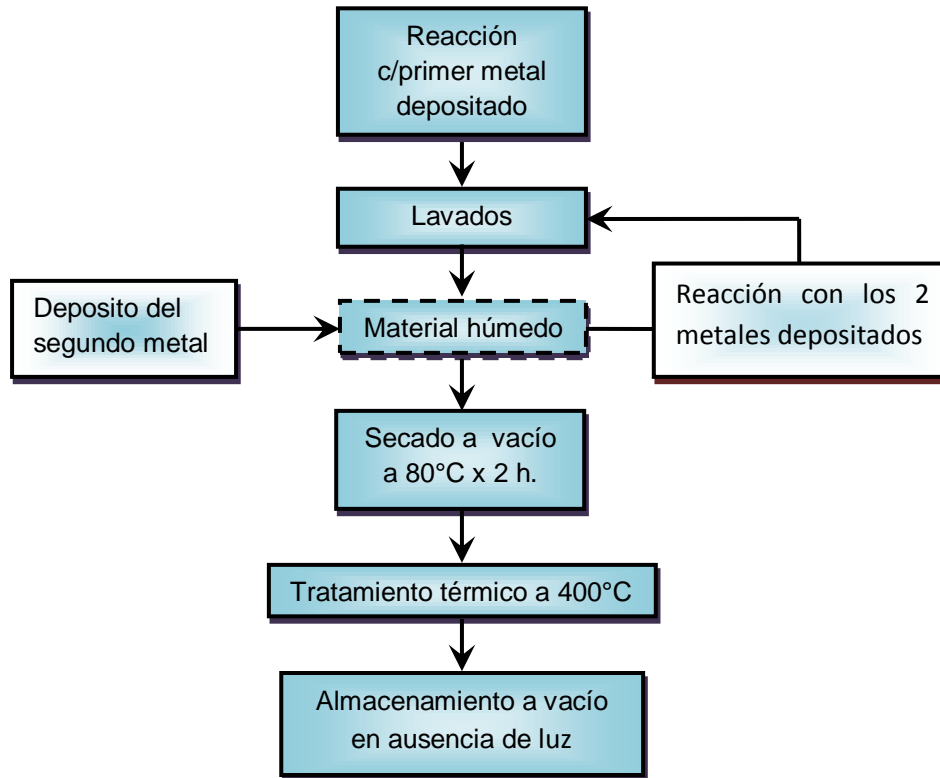 Reacción
c/primer metal
depositado
Lavados
Deposito del
segundo metal
Material húmedo
Reacción con los 2
metales depositados
Secado a vacío
a 80°C x 2 h.
Tratamiento térmico a 400°C
Almacenamiento a vacío
en ausencia de luz